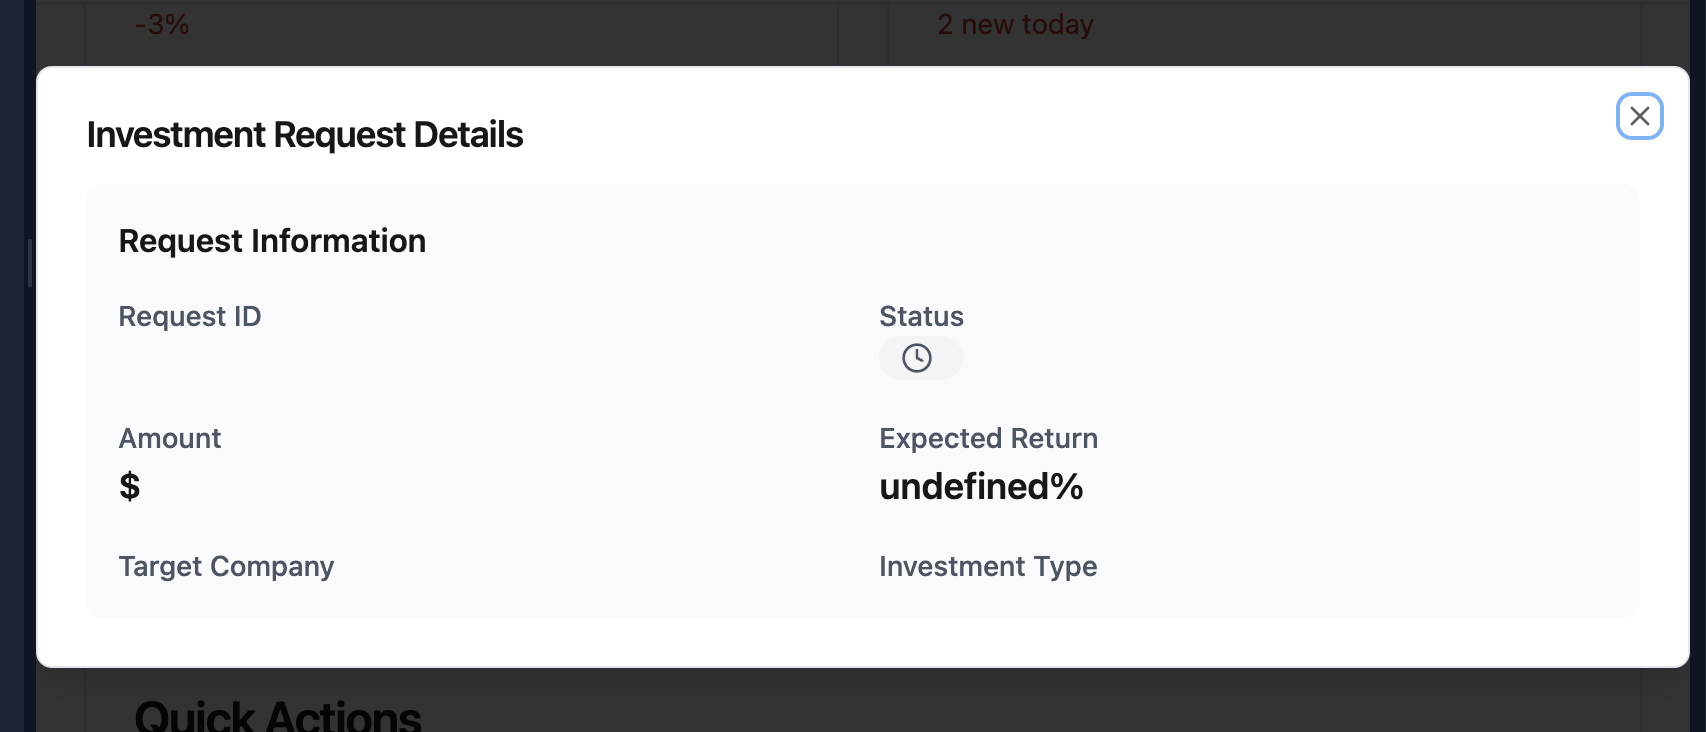 -3%
2 new today
Investment Request Details
Request Information
Request ID
Status
Amount
Expected Return
$
undefined%
Target Company
Investment Type
Quick Actions